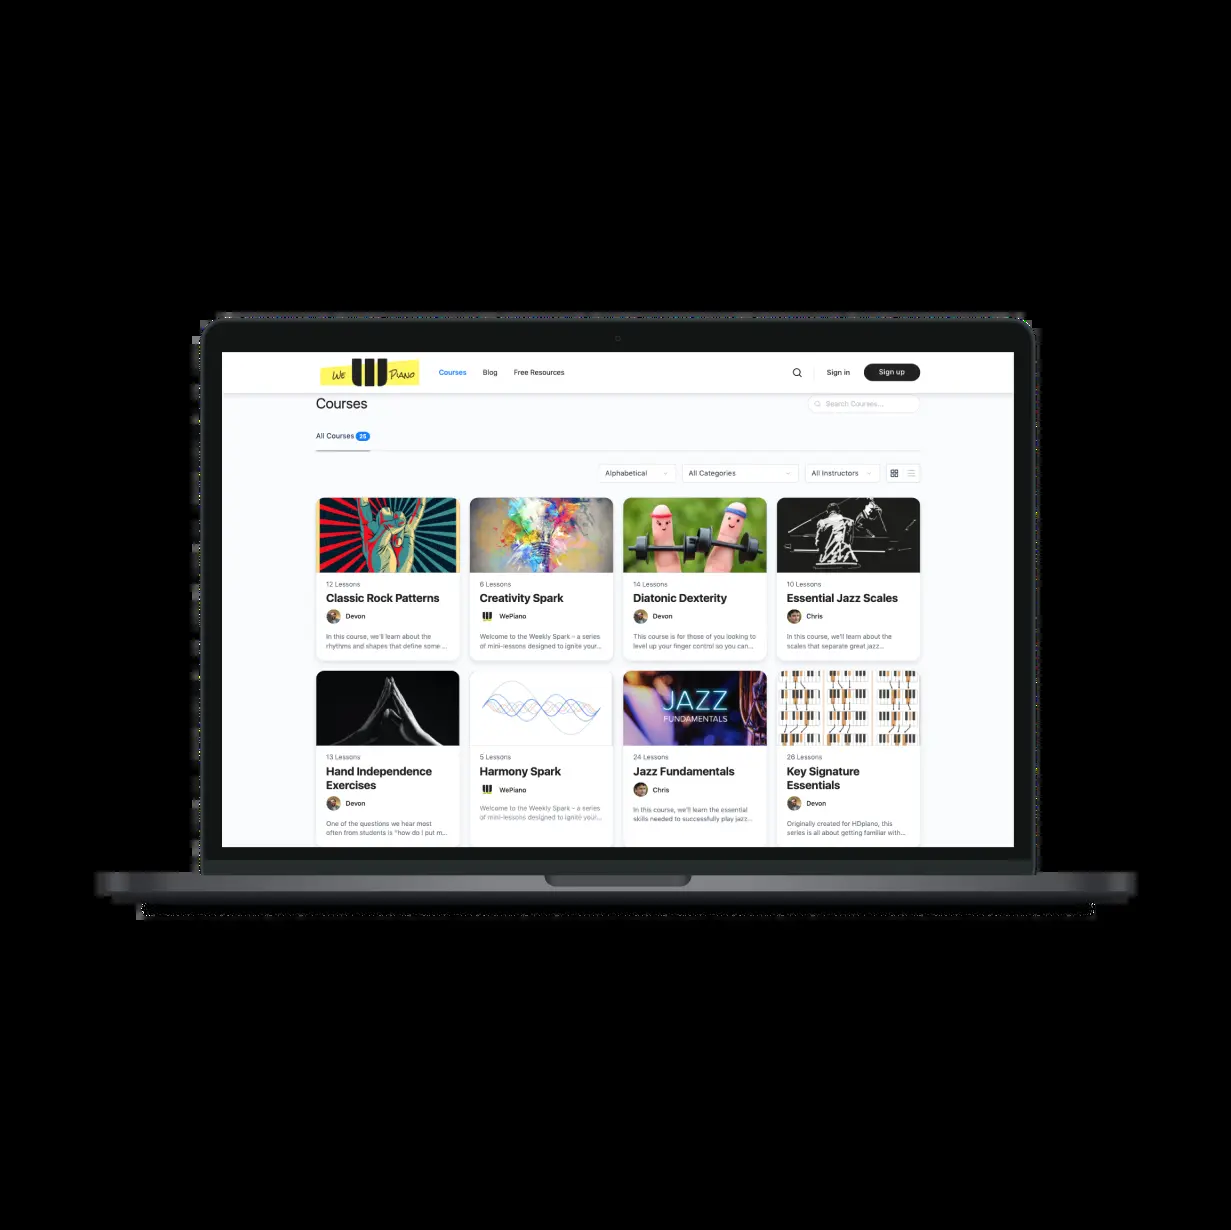 We Piano
Courses Blog Free Resources
Sign in Sign up
Courses
Search Courses...
All Courses 25
Alphabetical All Categories All Instructors
12 Lessons
Classic Rock Patterns
Devon
In this course, we'll learn about the
rhythms and shapes that define some ...
6 Lessons
Creativity Spark
WePiano
Welcome to the Weekly Spark – a series
of mini-lessons designed to ignite your...
14 Lessons
Diatonic Dexterity
Devon
This course is for those of you looking to
level up your finger control so you can...
10 Lessons
Essential Jazz Scales
Chris
In this course, we'll learn about the
scales that separate great jazz...
13 Lessons
Hand Independence
Exercises
Devon
One of the questions we hear most
often from students is "how do I put m...
5 Lessons
Harmony Spark
WePiano
Welcome to the Weekly Spark – a series
of mini-lessons designed to ignite your...
JAZZ
FUNDAMENTALS
24 Lessons
Jazz Fundamentals
Chris
In this course, we'll learn the essential
skills needed to successfully play jazz...
26 Lessons
Key Signature
Essentials
Devon
Originally created for HDpiano, this
series is all about getting familiar with...